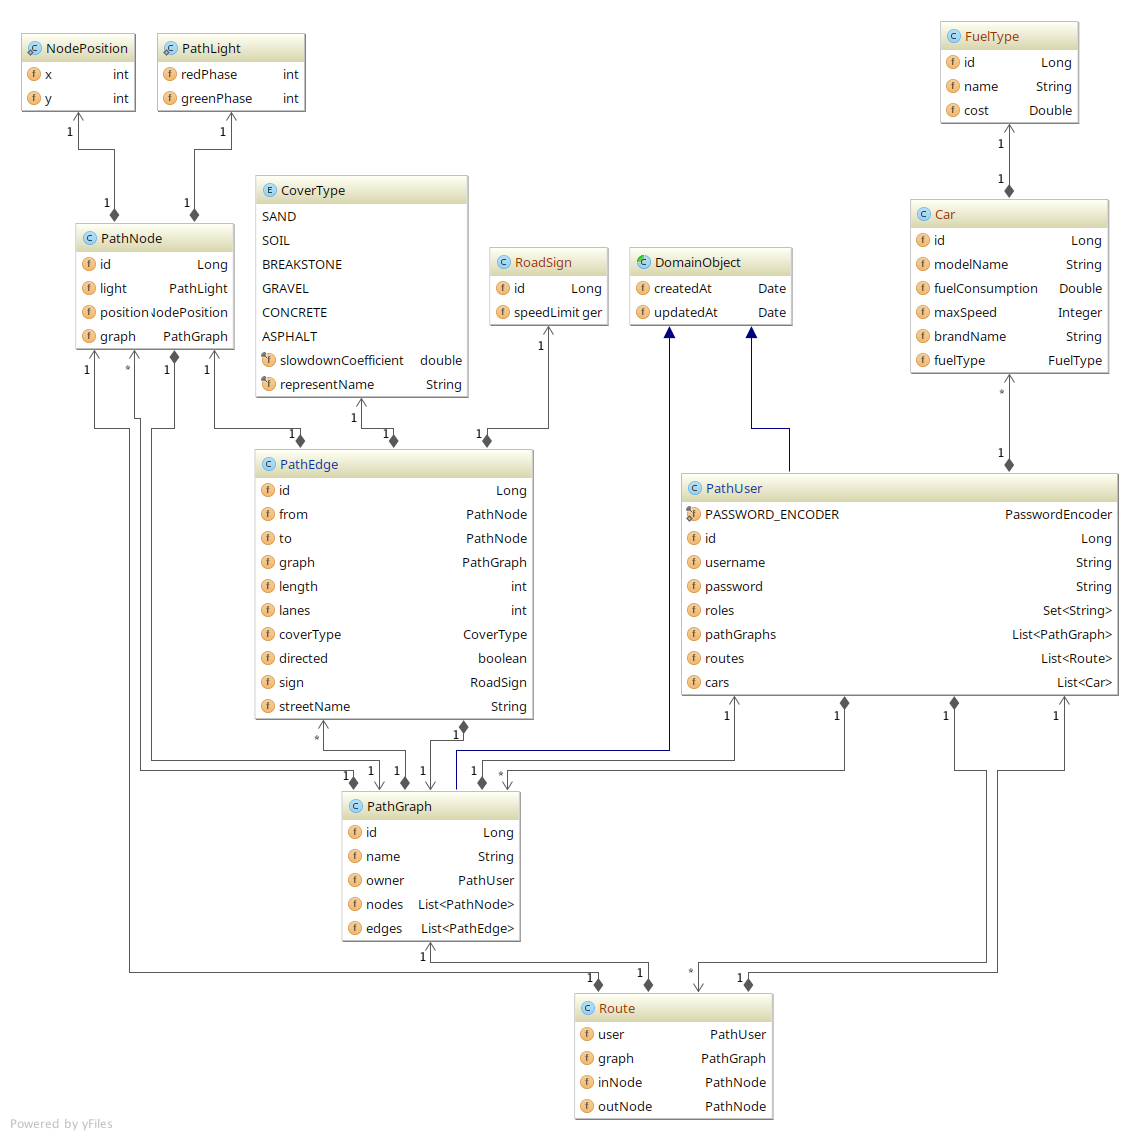 NodePosition
x int
y int
PathLight
redPhase int
greenPhase int
FuelType
id Long
name String
cost Double
1
1
1
1
1
1
CoverType
SAND
SOIL
BREAKSTONE
GRAVEL
CONCRETE
ASPHALT
slowdownCoefficient double
representName String
PathNode
id Long
light PathLight
position NodePosition
graph PathGraph
RoadSign
id Long
speedLimit ger
DomainObject
createdAt Date
updatedAt Date
Car
id Long
modelName String
fuelConsumption Double
maxSpeed Integer
brandName String
fuelType FuelType
1
*
1
1
1
1
*
1
1
1
1
PathEdge
id Long
from PathNode
to PathNode
graph PathGraph
length int
lanes int
coverType CoverType
directed boolean
sign RoadSign
streetName String
PathUser
PASSWORD_ENCODER PasswordEncoder
id Long
username String
password String
roles Set<String>
pathGraphs List<PathGraph>
routes List<Route>
cars List<Car>
*
1
1
1
1
1
1
1
1
1
1
*
PathGraph
id Long
name String
owner PathUser
nodes List<PathNode>
edges List<PathEdge>
1
1
1
*
1
Route
user PathUser
graph PathGraph
inNode PathNode
outNode PathNode
Powered by yFiles